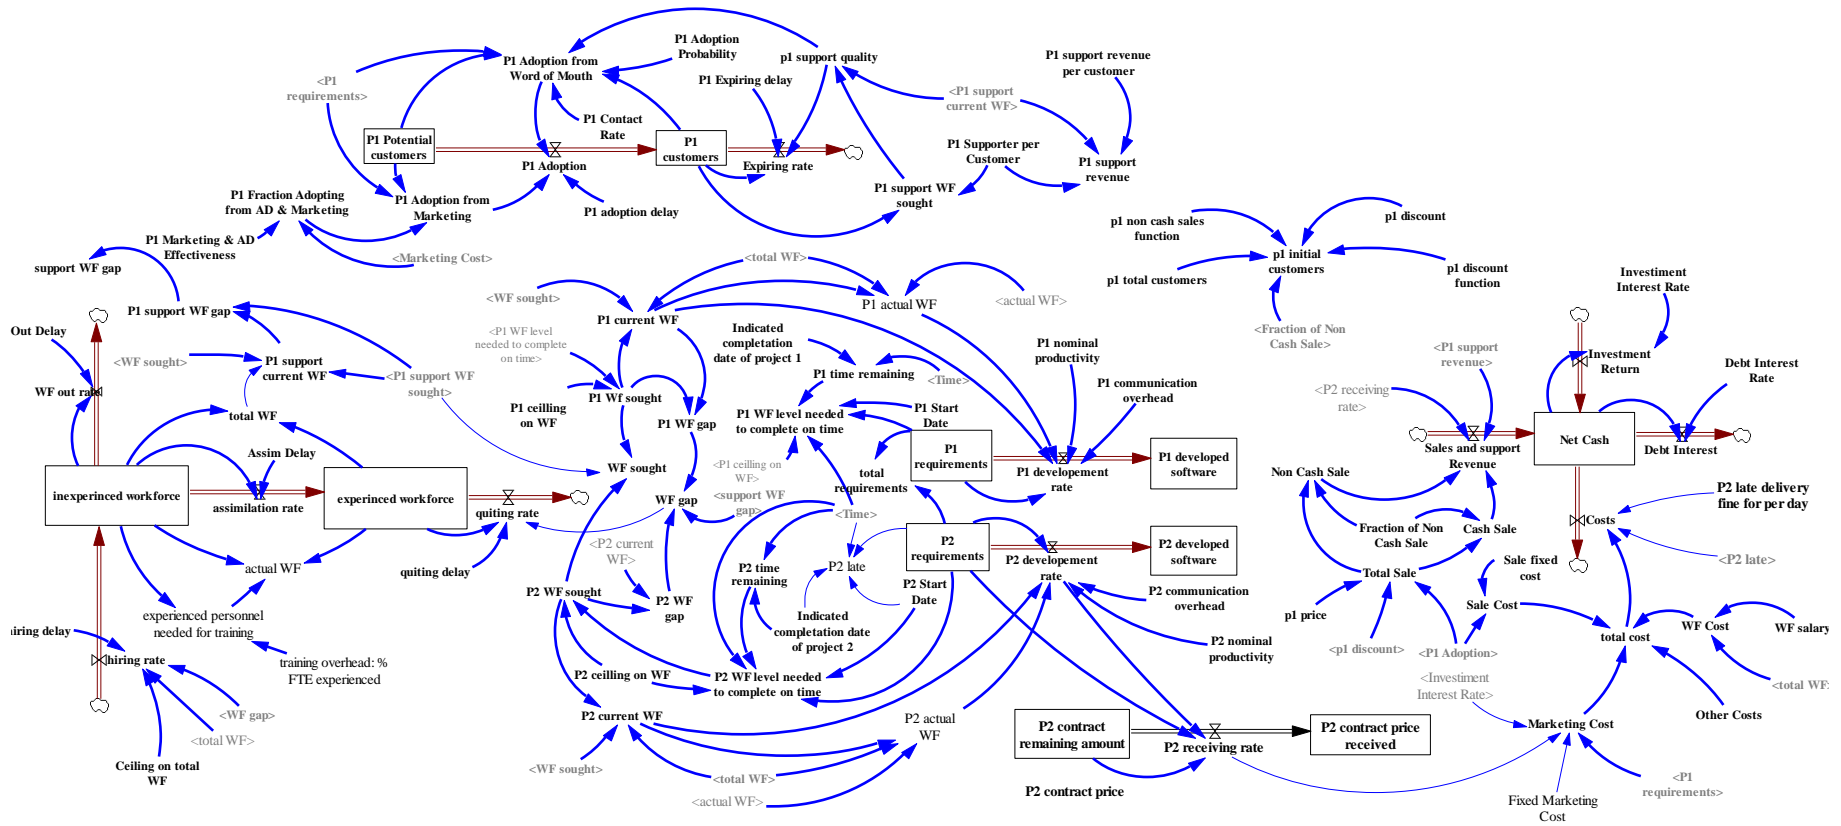 P1 Adoption from
Word of Mouth
P1 Adoption
Probability
p1 support quality
P1 support revenue
per customer
<P1
requirements>
P1 Expiring delay
<P1 support
current WF>
P1 Contact
Rate
P1 Potential
customers
P1
customers
P1 Adoption
Expiring rate
P1 Supporter per
Customer
P1 support
revenue
P1 support WF
sought
P1 Fraction Adopting
from AD & Marketing
P1 Adoption from
Marketing
P1 adoption delay
p1 non cash sales
function
p1 discount
P1 Marketing & AD
Effectiveness
<Marketing Cost>
support WF gap
<total WF>
p1 initial
customers
p1 total customers
p1 discount
function
Investiment
Interest Rate
<WF sought>
P1 actual WF
<actual WF>
P1 support WF gap
P1 current WF
Out Delay
<P1 WF level
needed to complete
on time>
Indicated
completion
date of project 1
P1 nominal
productivity
<Fraction of Non
Cash Sale>
<P1 support
revenue>
Investment
Return
Debt Interest
Rate
<WF sought>
P1 support
current WF
<P1 support WF
sought>
P1 time remaining
<Time>
P1 communication
overhead
WF out rate
P1 Wf sought
<P2 receiving
rate>
P1 ceilling
on WF
total WF
P1 WF gap
P1 WF level needed
to complete on time
P1 Start
Date
Net Cash
Sales and support
Revenue
Debt Interest
Assim Delay
P1
requirements
P1 developed
software
WF sought
<P1 ceilling on
WF>
total
requirements
P1 developement
rate
Non Cash Sale
inexperinced workforce
experinced workforce
assimilation rate
quiting rate
WF gap
<support WF
gap>
<Time>
P2 late delivery
fine for per day
Fraction of Non
Cash Sale
Cash Sale
Costs
P2
requirements
P2 developed
software
<P2 current
WF>
P2 developement
rate
<P2 late>
actual WF
quiting delay
P2 time
remaining
P2 late
Total Sale
Sale fixed
cost
P2 WF sought
P2 WF
gap
P2 Start
Date
P2 communication
overhead
p1 price
Sale Cost
experienced personnel
needed for training
Indicated
completion date
of project 2
total cost
WF Cost
WF salary
iring delay
hiring rate
training overhead: %
FTE experienced
P2 nominal
productivity
<p1 discount>
<P1 Adoption>
P2 ceilling on WF
P2 WF level needed
to complete on time
<Investiment
Interest Rate>
<total WF>
<WF gap>
<total WF>
P2 current WF
P2 actual
WF
P2 contract
remaining amount
P2 receiving rate
P2 contract price
received
Marketing Cost
Other Costs
Ceiling on total
WF
<WF sought>
<total WF>
<actual WF>
P2 contract price
<P1
requirements>
Fixed Marketing
Cost